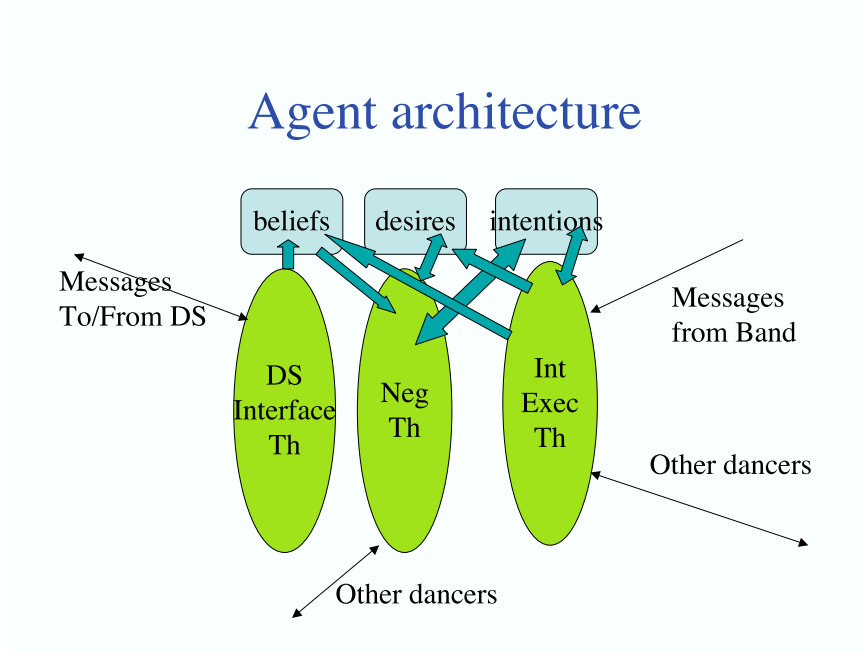 Agent architecture
beliefs
desires
intentions
Messages
To/From DS
Messages
from Band
DS
Interface
Th
Neg
Th
Int
Exec
Th
Other dancers
Other dancers